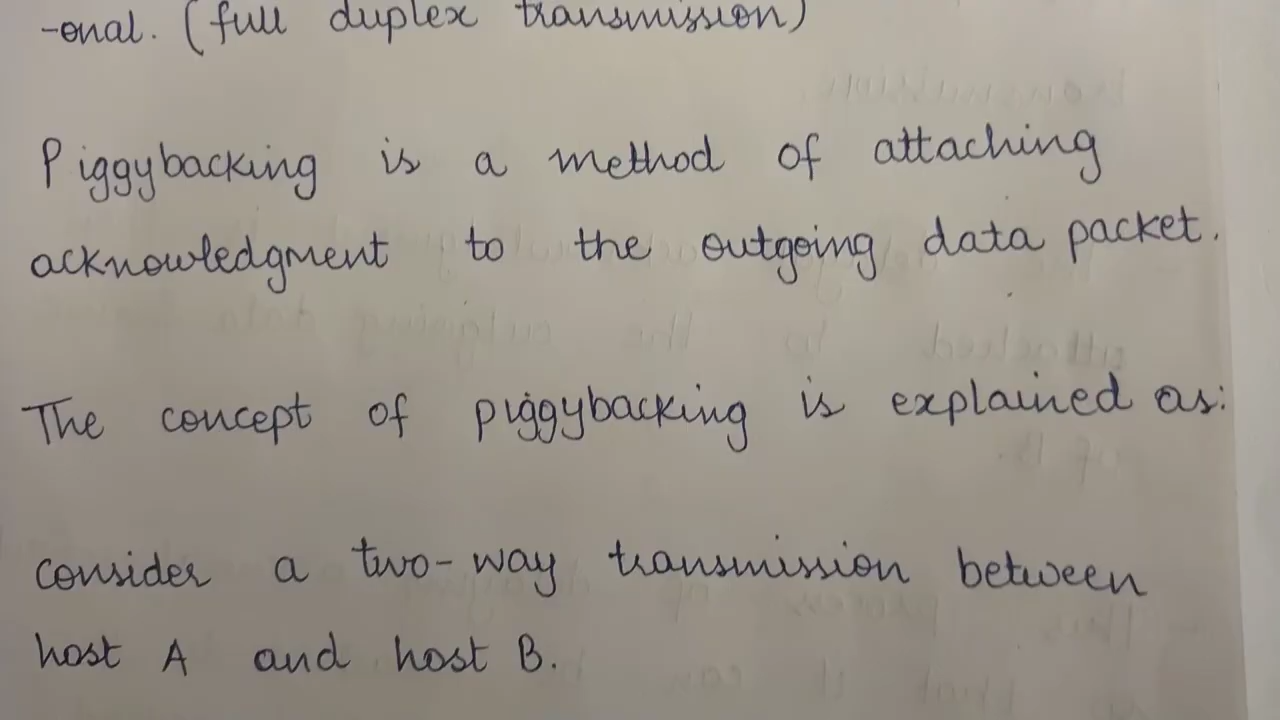 -onal. (full duplex transmission)
Piggybacking is a method of attaching
acknowledgment to the outgoing data packet.
The concept of piggybacking is explained as:
consider a two-way transmission between
host A and host B.